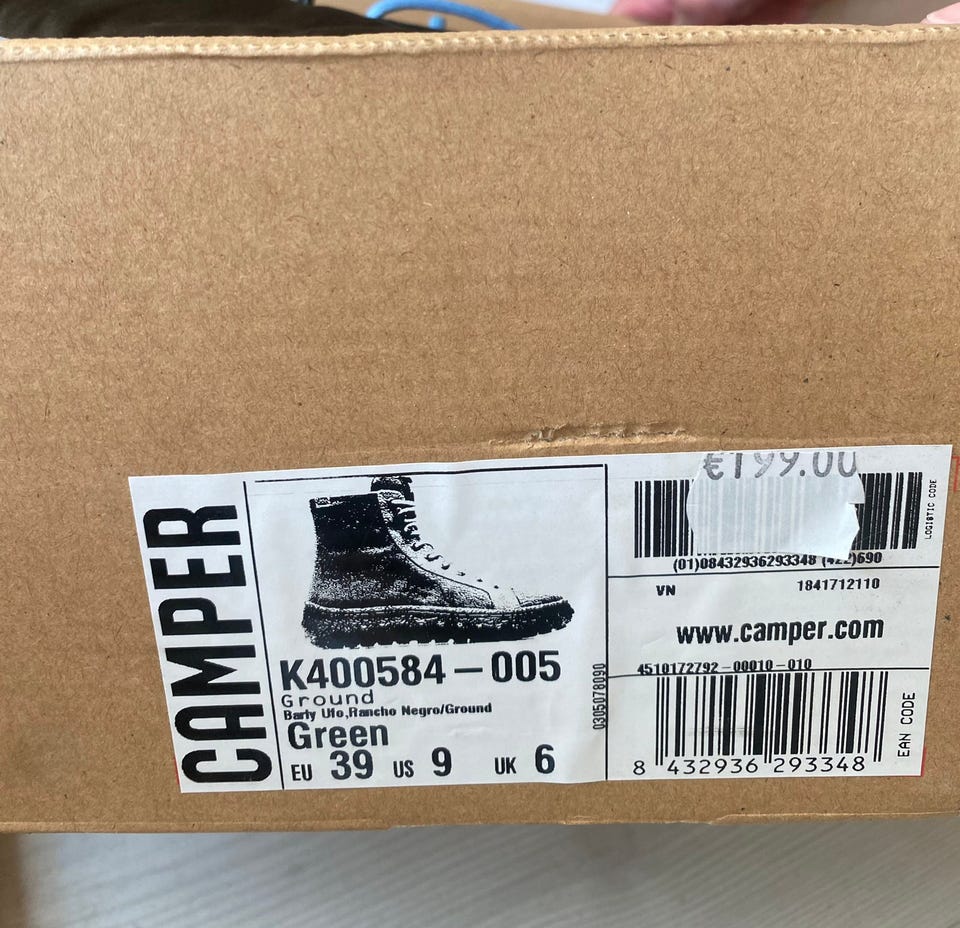 CAMPER
K400584-005
Ground
Barly Ufo,Rancho Negro/Ground
Green
EU 39 US 9 UK 6
0305078090
€199.00
LOGISTIC CODE
(01)08432936293348 (422)690
VN 1841712110
www.camper.com
4510172792-00010-010
EAN CODE
8 432936 293348